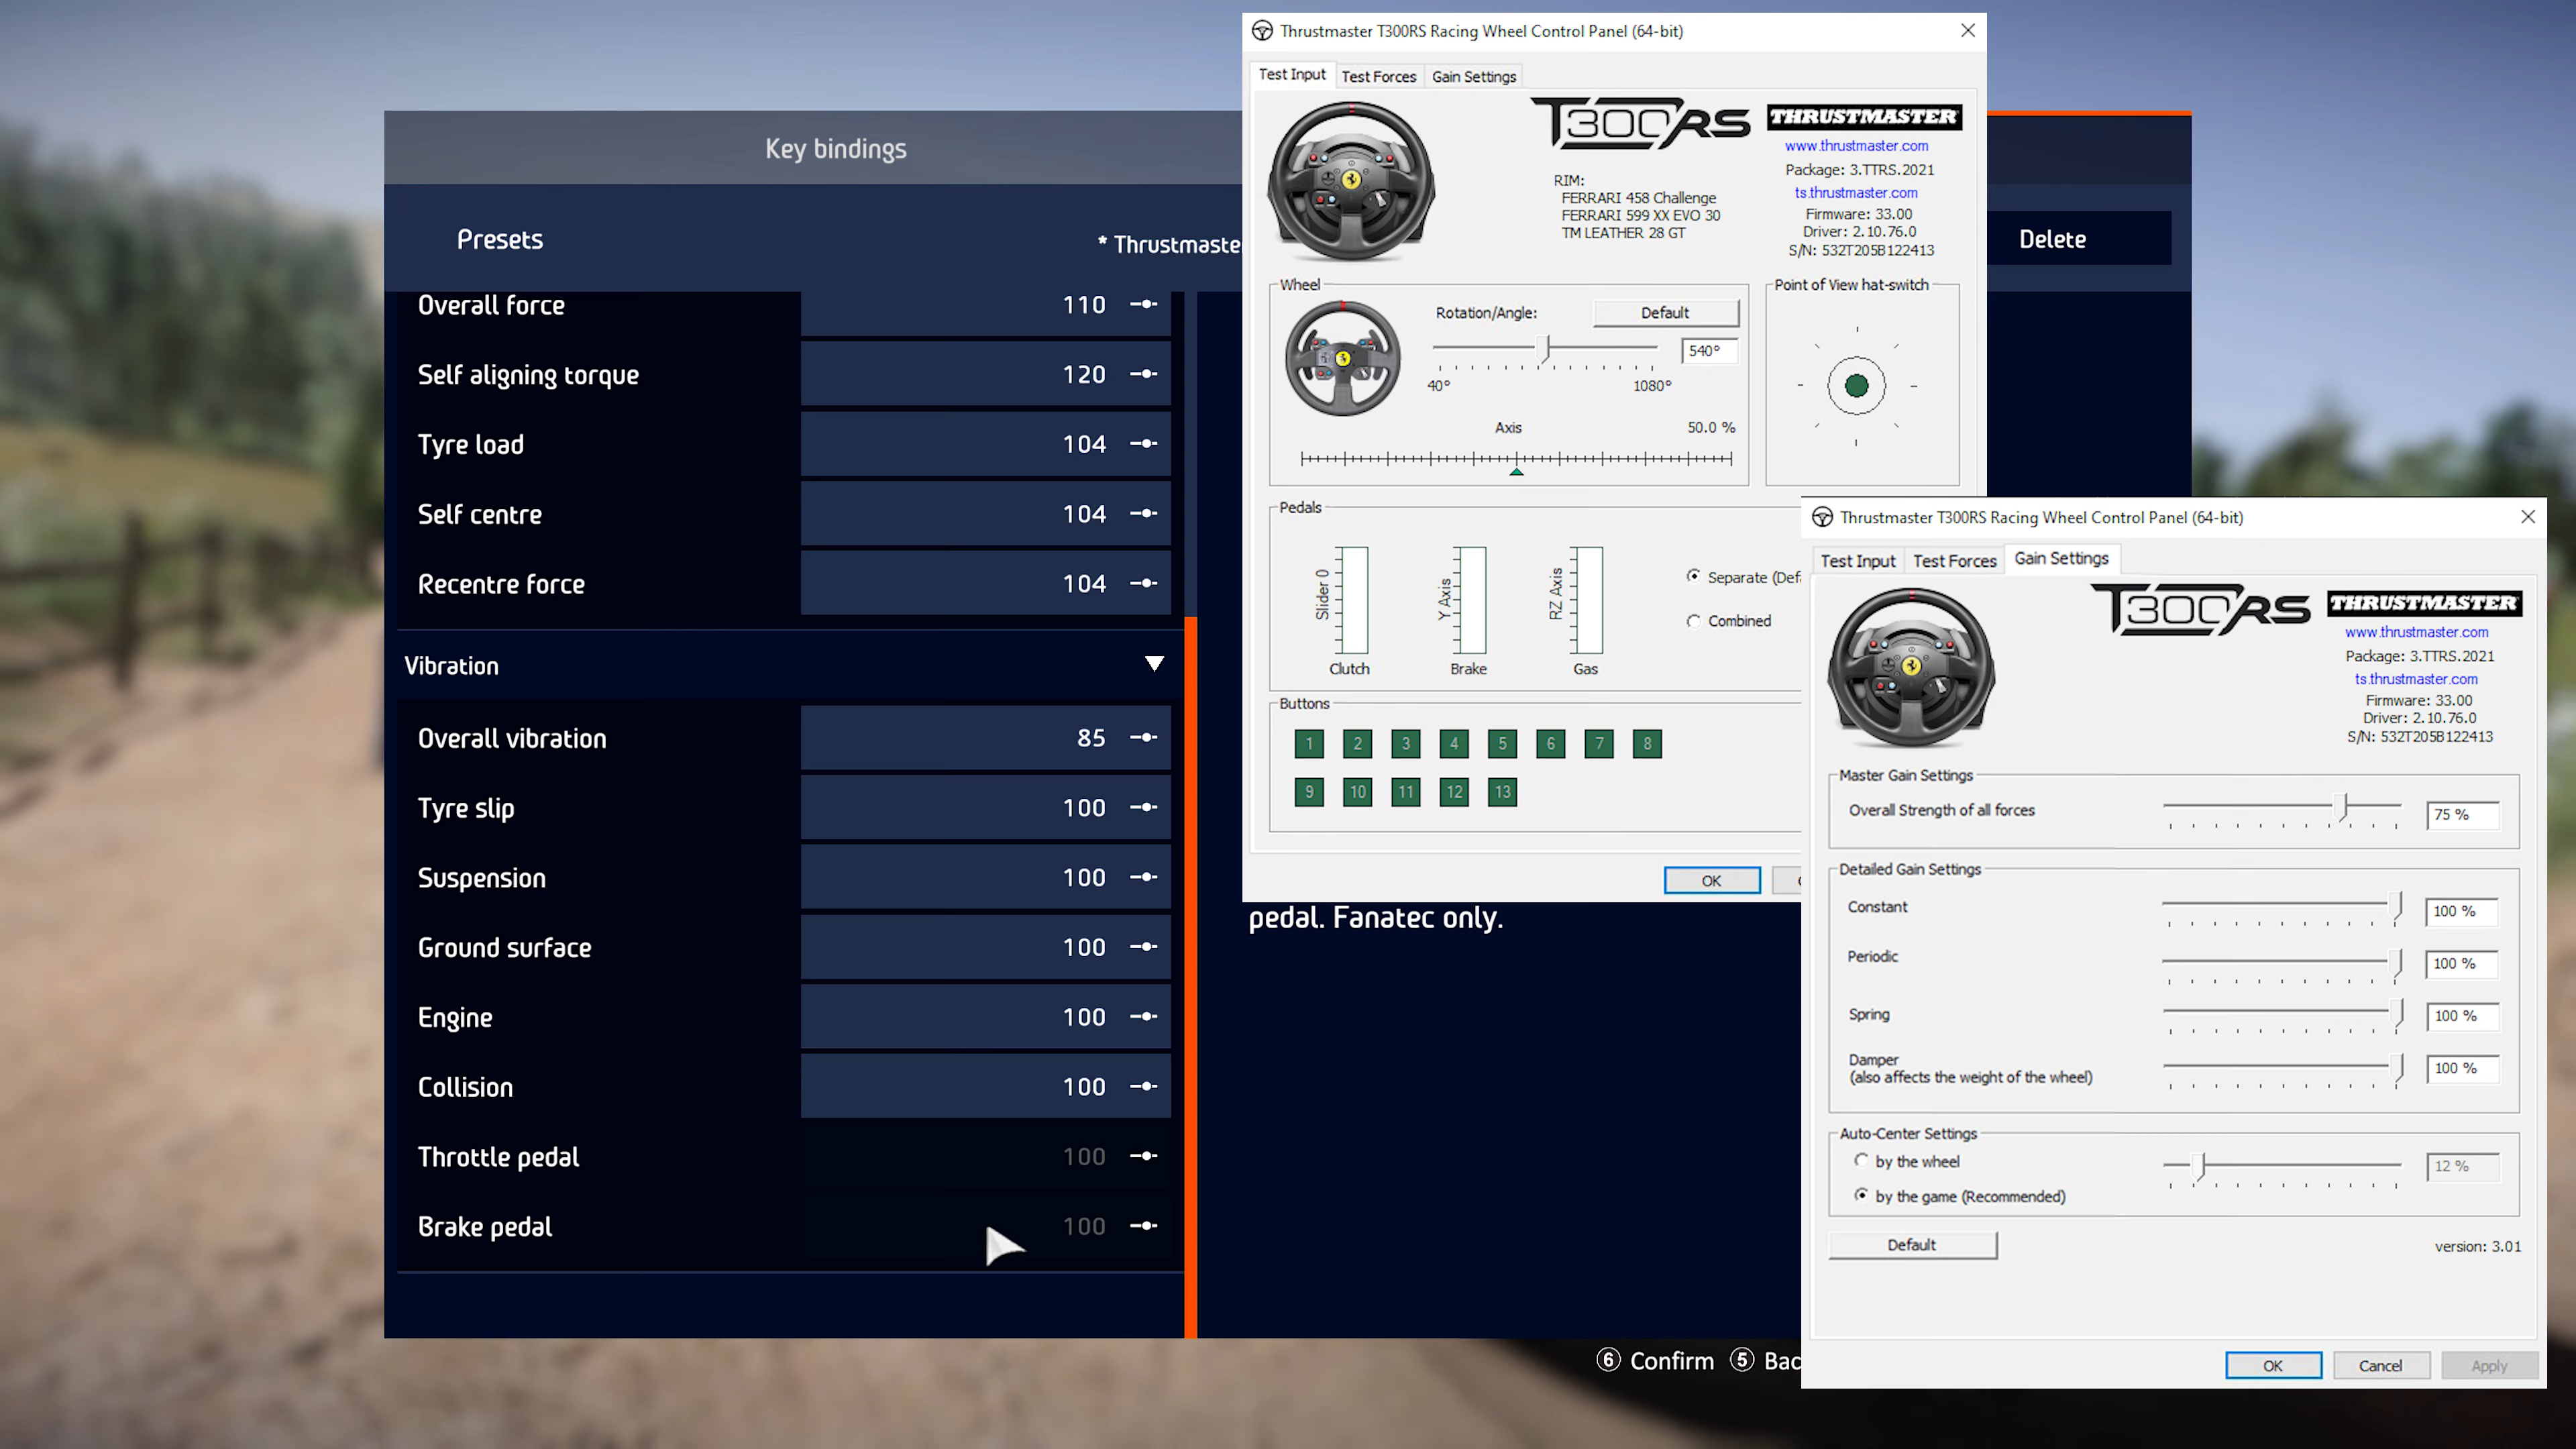 Key bindings
Presets
* Thrustmaster
Delete
Overall force 110
Self aligning torque 120
Tyre load 104
Self centre 104
Recentre force 104
Vibration
Overall vibration 85
Tyre slip 100
Suspension 100
Ground surface 100
Engine 100
Collision 100
Throttle pedal 100
Brake pedal 100
pedal. Fanatec only.
6 Confirm 5
Thrustmaster T300RS Racing Wheel Control Panel (64-bit)
Test Input Test Forces Gain Settings
T300RS
THRUSTMASTER
www.thrustmaster.com
Package: 3.TTRS.2021
ts.thrustmaster.com
Firmware: 33.00
Driver: 2.10.76.0
S/N: 532T205B122413
RIM:
FERRARI 458 Challenge
FERRARI 599 XX EVO 30
TM LEATHER 28 GT
Wheel
Rotation/Angle: Default
540°
40° 1080°
Axis 50.0 %
Point of View hat-switch
Pedals
Slider 0
Y Axis
RZ Axis
Clutch Brake Gas
Separate
Combined
Buttons
1 2 3 4 5 6 7 8
9 10 11 12 13
OK
Thrustmaster T300RS Racing Wheel Control Panel (64-bit)
Test Input Test Forces Gain Settings
T300RS
THRUSTMASTER
www.thrustmaster.com
Package: 3.TTRS.2021
ts.thrustmaster.com
Firmware: 33.00
Driver: 2.10.76.0
S/N: 532T205B122413
Master Gain Settings
Overall Strength of all forces 75 %
Detailed Gain Settings
Constant 100 %
Periodic 100 %
Spring 100 %
Damper
(also affects the weight of the wheel) 100 %
Auto-Center Settings
by the wheel 12 %
by the game (Recommended)
Default version: 3.01
OK Cancel Apply